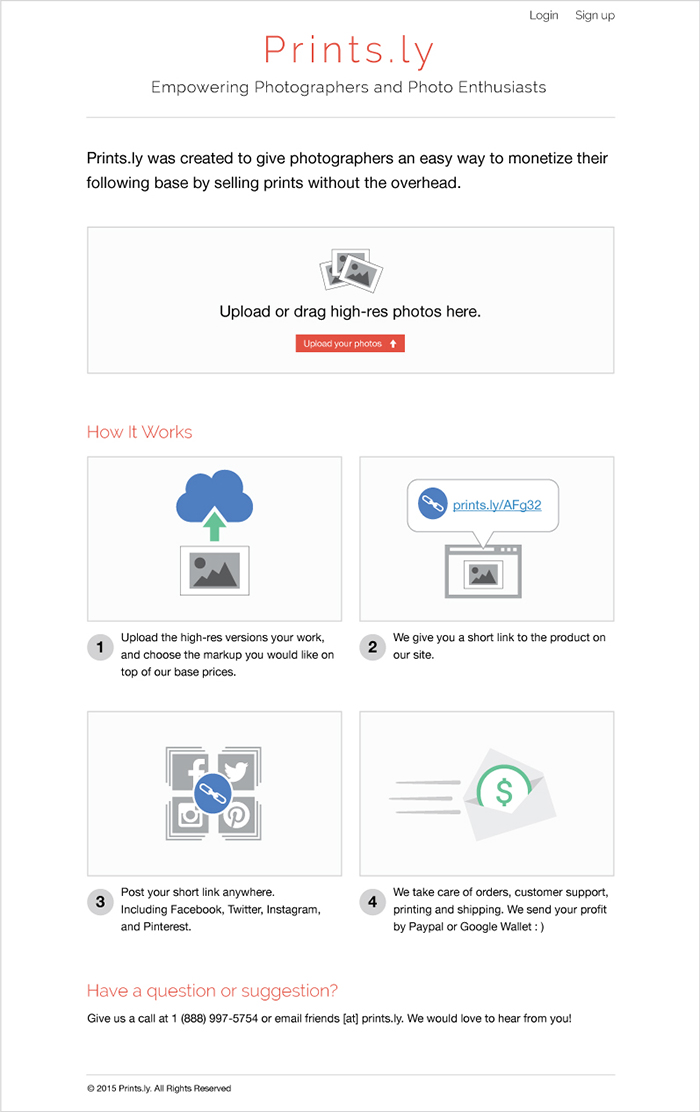 Login Sign up
Prints.ly
Empowering Photographers and Photo Enthusiasts
Prints.ly was created to give photographers an easy way to monetize their
following base by selling prints without the overhead.
Upload or drag high-res photos here.
Upload your photos
How It Works
prints.ly/AFg32
1
Upload the high-res versions your work,
and choose the markup you would like on
top of our base prices.
2
We give you a short link to the product on
our site.
$
3
Post your short link anywhere.
Including Facebook, Twitter, Instagram,
and Pinterest.
4
We take care of orders, customer support,
printing and shipping. We send your profit
by Paypal or Google Wallet : )
Have a question or suggestion?
Give us a call at 1 (888) 997-5754 or email friends [at] prints.ly. We would love to hear from you!
© 2015 Prints.ly. All Rights Reserved